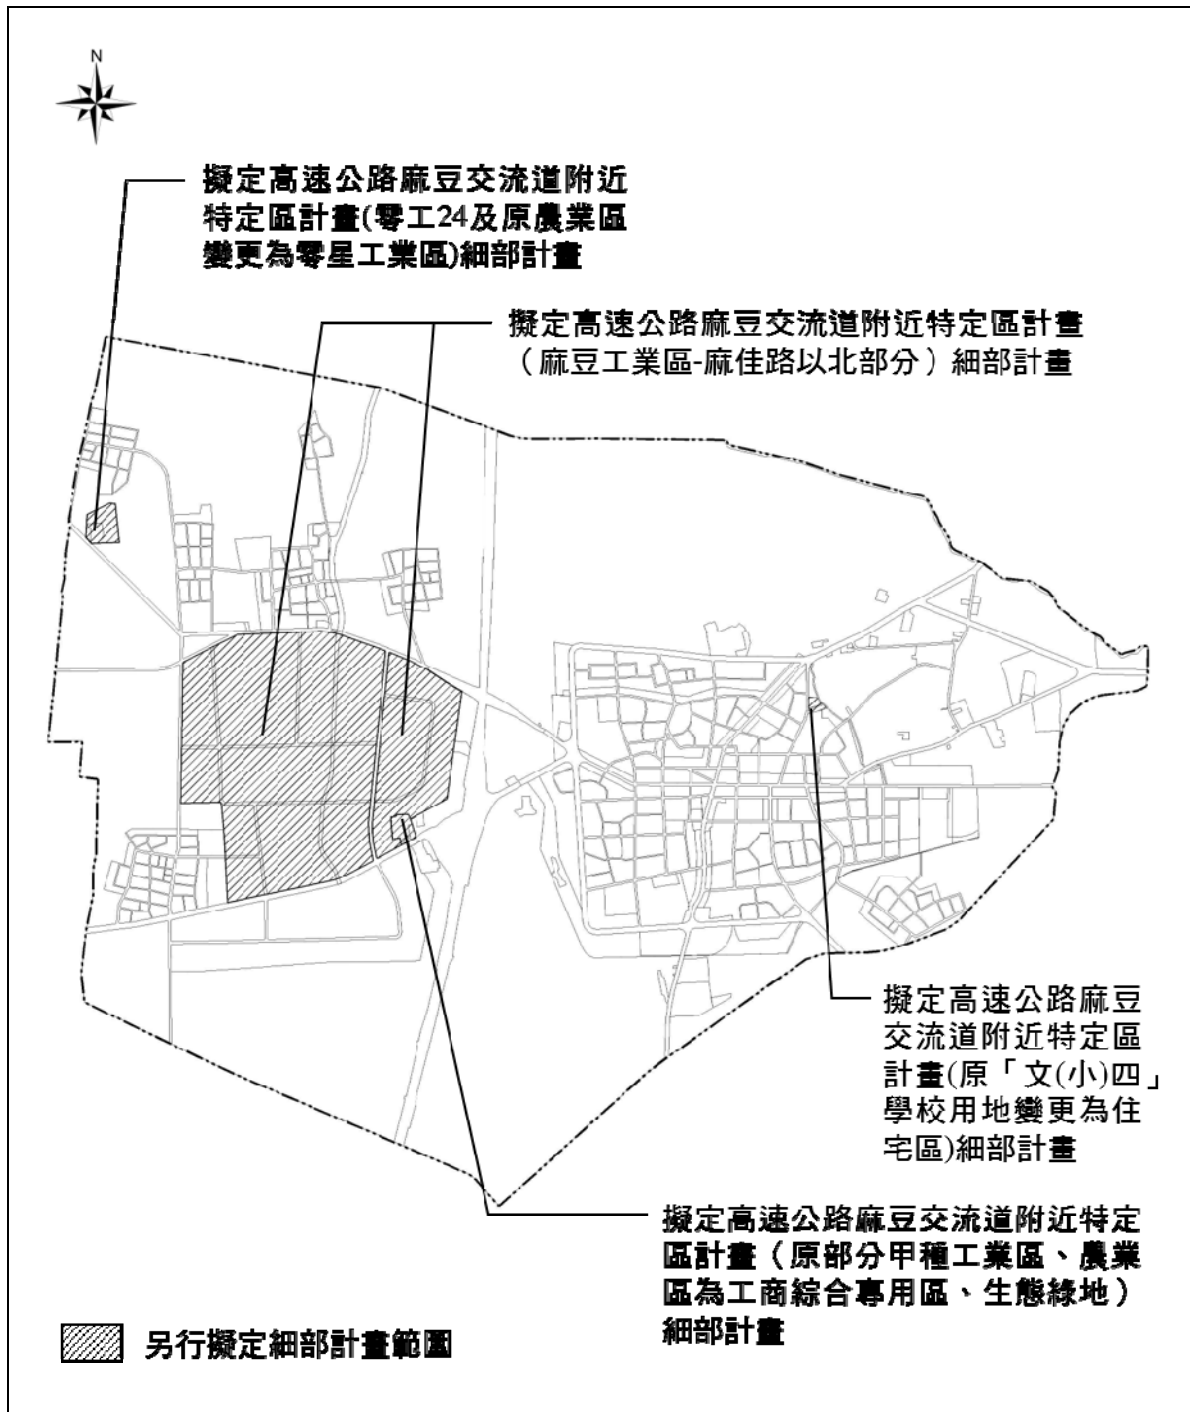 N
擬定高速公路麻豆交流道附近
特定區計畫(零工24及原農業區
變更為零星工業區)細部計畫
擬定高速公路麻豆交流道附近特定區計畫
（麻豆工業區-麻佳路以北部分）細部計畫
擬定高速公路麻豆
交流道附近特定區
計畫(原「文(小)四」
學校用地變更為住
宅區)細部計畫
擬定高速公路麻豆交流道附近特定
區計畫（原部分甲種工業區、農業
區為工商綜合專用區、生態綠地）
細部計畫
另行擬定細部計畫範圍